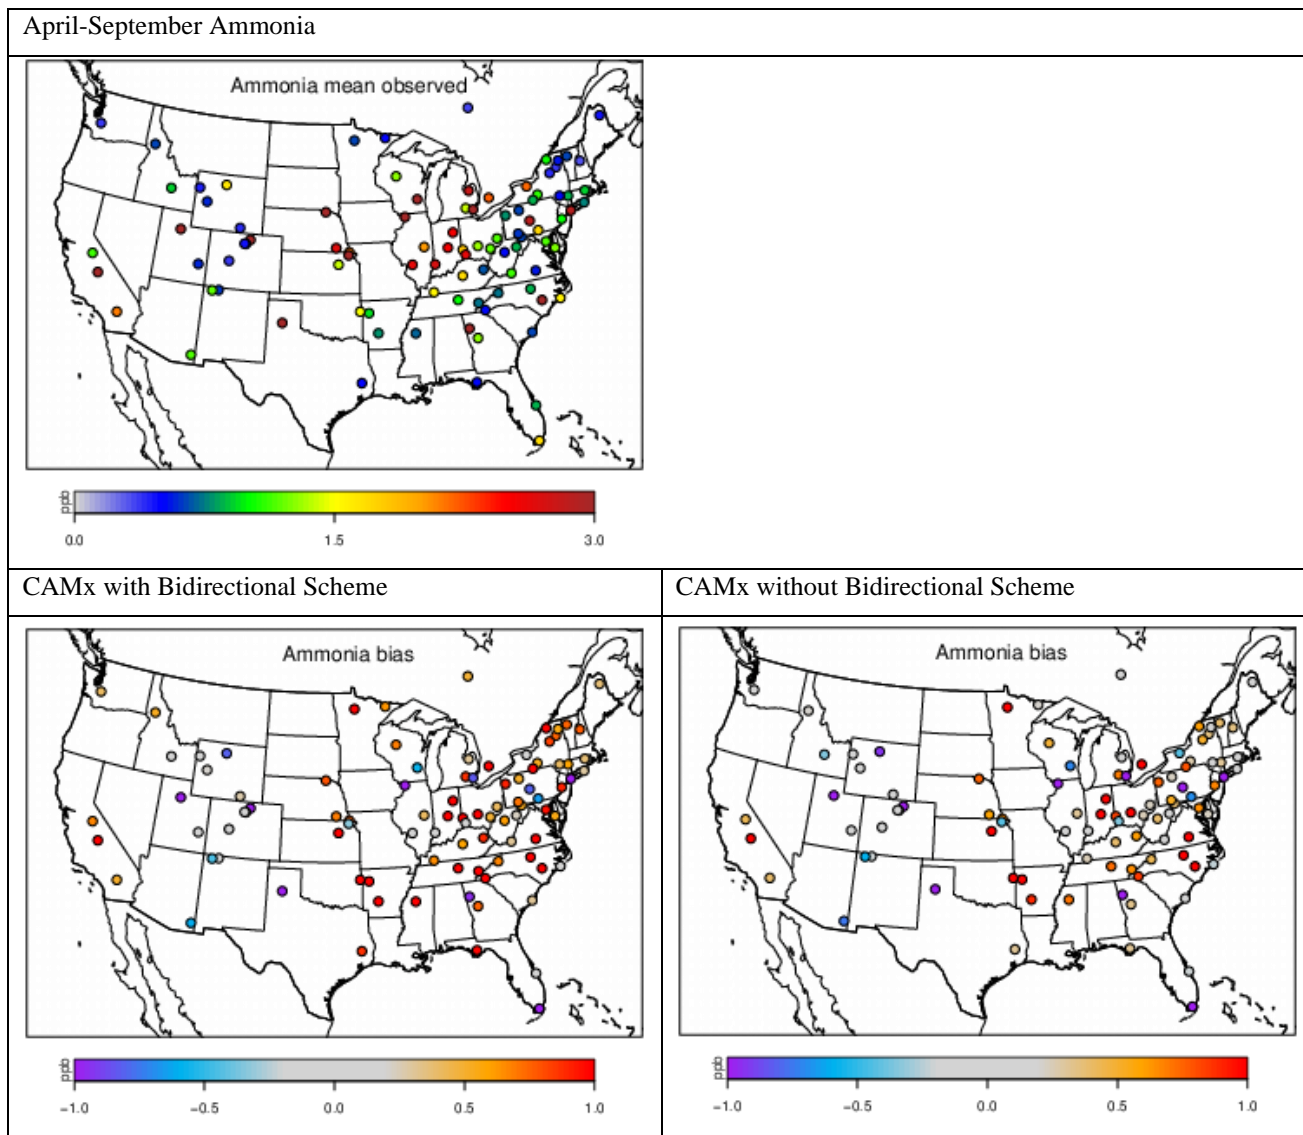 April-September Ammonia
Ammonia mean observed
ppb
0.0 1.5 3.0
CAMx with Bidirectional Scheme
CAMx without Bidirectional Scheme
Ammonia bias
Ammonia bias
ppb
−1.0 −0.5 0.0 0.5 1.0
ppb
−1.0 −0.5 0.0 0.5 1.0